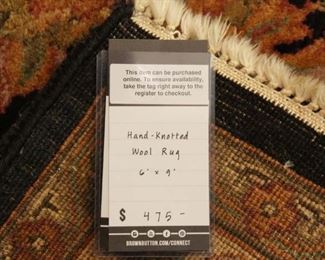 This item can be purchased
online. To ensure availability,
take the tag right away to the
register to checkout.
Hand-Knotted
Wool Rug
6' x 9'
$ 475-
BROWNBUTTON.COM/CONNECT